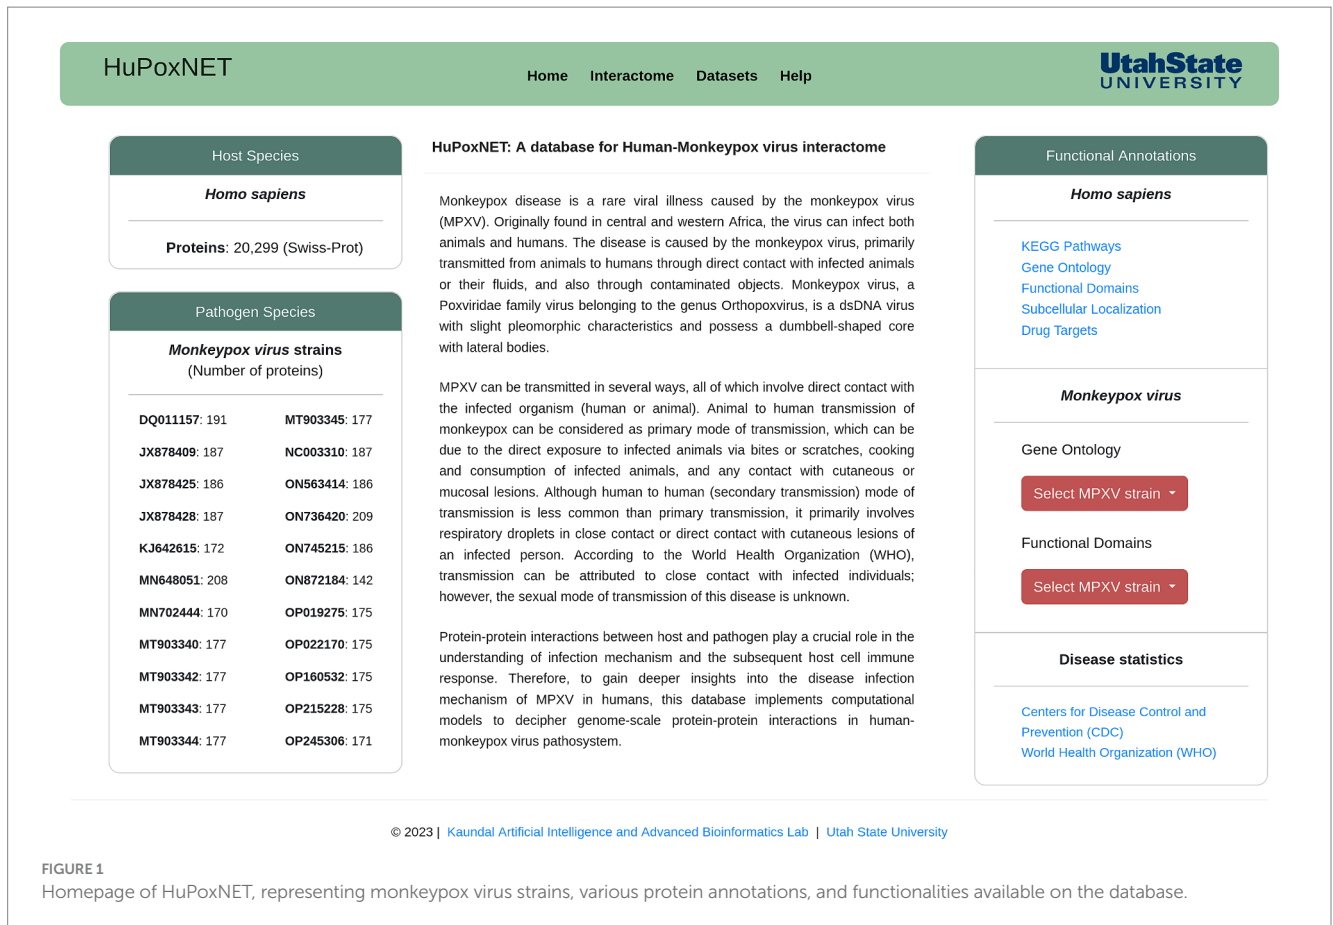 HuPoxNET
Home Interactome Datasets Help
UtahState
UNIVERSITY
Host Species
Homo sapiens
Proteins: 20,299 (Swiss-Prot)
Pathogen Species
Monkeypox virus strains
(Number of proteins)
DQ011157: 191 MT903345: 177
JX878409: 187 NC003310: 187
JX878425: 186 ON563414: 186
JX878428: 187 ON736420: 209
KJ642615: 172 ON745215: 186
MN648051: 208 ON872184: 142
MN702444: 170 OP019275: 175
MT903340: 177 OP022170: 175
MT903342: 177 OP160532: 175
MT903343: 177 OP215228: 175
MT903344: 177 OP245306: 171
HuPoxNET: A database for Human-Monkeypox virus interactome
Monkeypox disease is a rare viral illness caused by the monkeypox virus
(MPXV). Originally found in central and western Africa, the virus can infect both
animals and humans. The disease is caused by the monkeypox virus, primarily
transmitted from animals to humans through direct contact with infected animals
or their fluids, and also through contaminated objects. Monkeypox virus, a
Poxviridae family virus belonging to the genus Orthopoxvirus, is a dsDNA virus
with slight pleomorphic characteristics and possess a dumbbell-shaped core
with lateral bodies.
MPXV can be transmitted in several ways, all of which involve direct contact with
the infected organism (human or animal). Animal to human transmission of
monkeypox can be considered as primary mode of transmission, which can be
due to the direct exposure to infected animals via bites or scratches, cooking
and consumption of infected animals, and any contact with cutaneous or
mucosal lesions. Although human to human (secondary transmission) mode of
transmission is less common than primary transmission, it primarily involves
respiratory droplets in close contact or direct contact with cutaneous lesions of
an infected person. According to the World Health Organization (WHO),
transmission can be attributed to close contact with infected individuals;
however, the sexual mode of transmission of this disease is unknown.
Protein-protein interactions between host and pathogen play a crucial role in the
understanding of infection mechanism and the subsequent host cell immune
response. Therefore, to gain deeper insights into the disease infection
mechanism of MPXV in humans, this database implements computational
models to decipher genome-scale protein-protein interactions in human-
monkeypox virus pathosystem.
Functional Annotations
Homo sapiens
KEGG Pathways
Gene Ontology
Functional Domains
Subcellular Localization
Drug Targets
Monkeypox virus
Gene Ontology
Select MPXV strain
Functional Domains
Select MPXV strain
Disease statistics
Centers for Disease Control and
Prevention (CDC)
World Health Organization (WHO)
© 2023 | Kaundal Artificial Intelligence and Advanced Bioinformatics Lab | Utah State University
FIGURE 1
Homepage of HuPoxNET, representing monkeypox virus strains, various protein annotations, and functionalities available on the database.